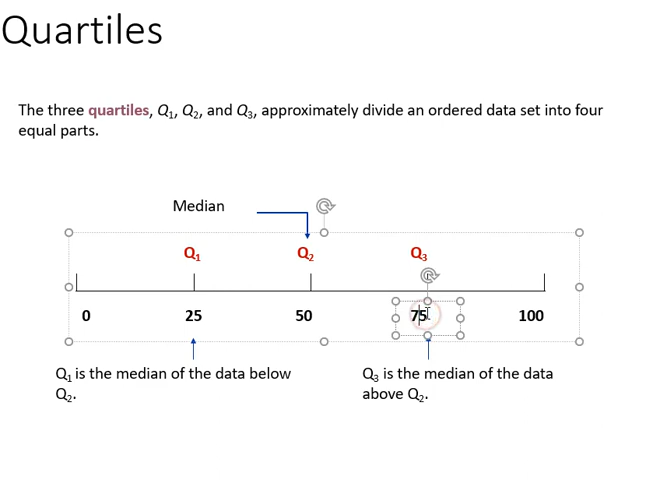 Quartiles
The three quartiles, Q1, Q2, and Q3, approximately divide an ordered data set into four
equal parts.
Median
Q1 Q2 Q3
0 25 50 75 100
Q1 is the median of the data below
Q2.
Q3 is the median of the data
above Q2.